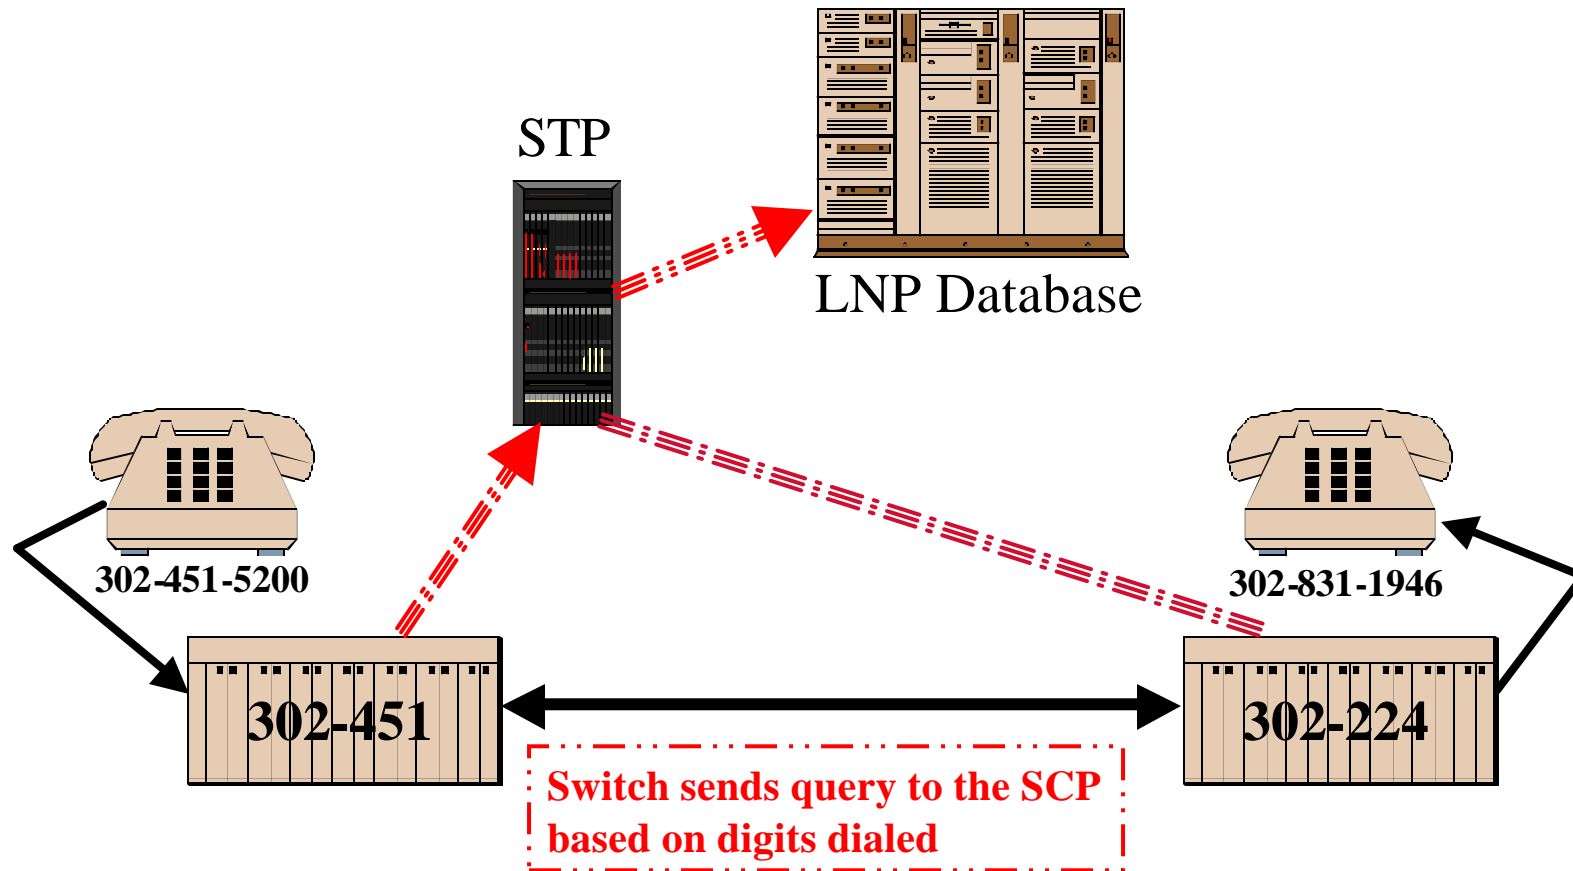 STP
LNP Database
302-451-5200
302-831-1946
302-451
302-224
Switch sends query to the SCP
based on digits dialed